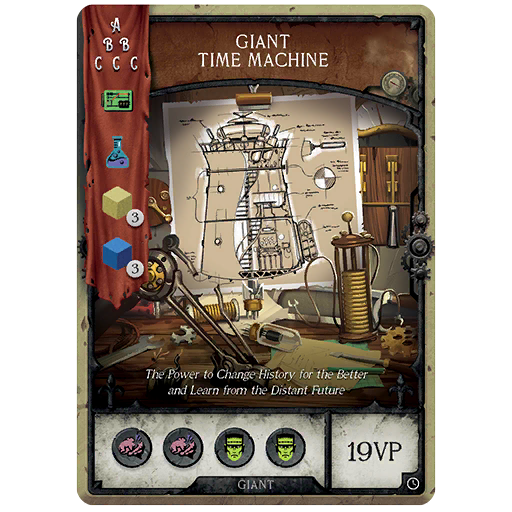 A
B B
C C C
GIANT
TIME MACHINE
3
3
The Power to Change History for the Better
and Learn from the Distant Future
19VP
GIANT